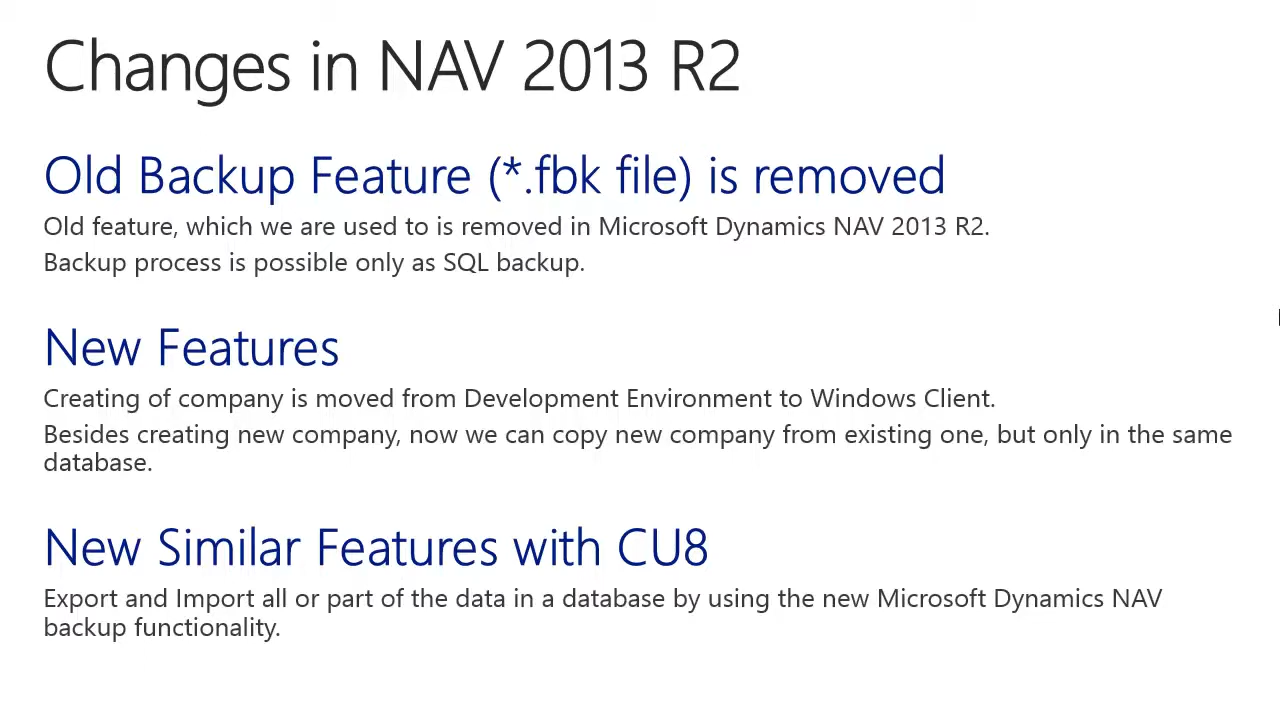 Changes in NAV 2013 R2
Old Backup Feature (*.fbk file) is removed
Old feature, which we are used to is removed in Microsoft Dynamics NAV 2013 R2.
Backup process is possible only as SQL backup.
New Features
Creating of company is moved from Development Environment to Windows Client.
Besides creating new company, now we can copy new company from existing one, but only in the same
database.
New Similar Features with CU8
Export and Import all or part of the data in a database by using the new Microsoft Dynamics NAV
backup functionality.